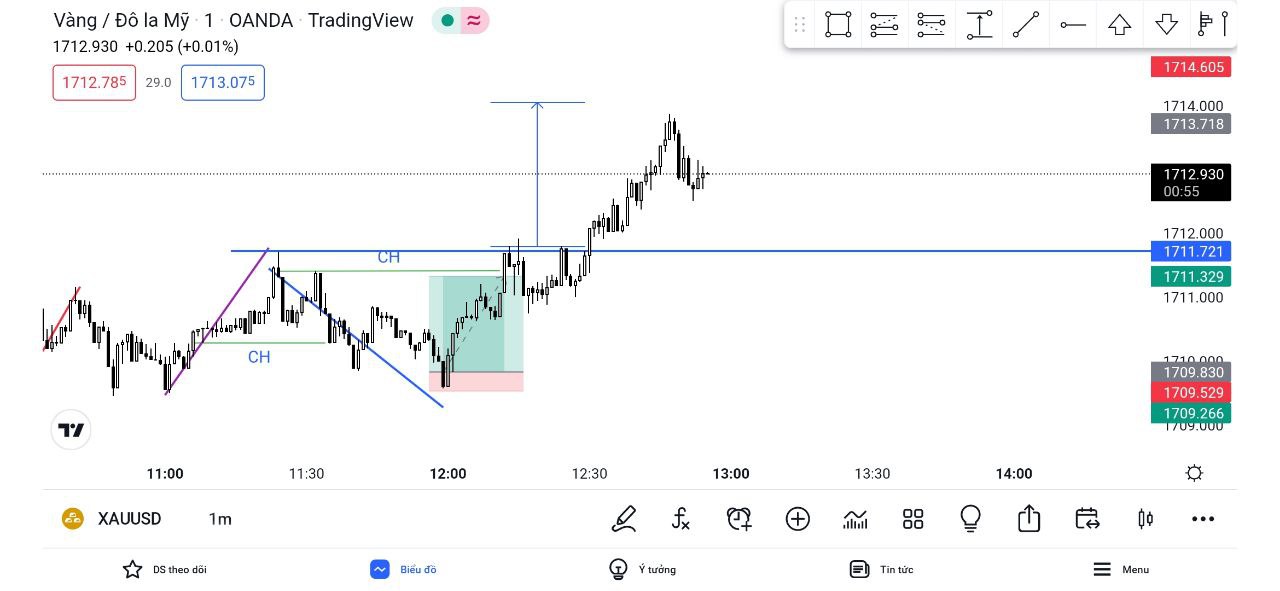 Vàng / Đô la Mỹ · 1 · OANDA · TradingView
1712.930 +0.205 (+0.01%)
1712.785 29.0 1713.075
1714.605
1714.000
1713.718
1712.930
00:55
1712.000
1711.721
1711.329
1711.000
1710.000
1709.830
1709.529
1709.266
1709.000
CH
CH
11:00 11:30 12:00 12:30 13:00 13:30 14:00
XAUUSD 1m
DS theo dõi Biểu đồ Ý tưởng Tin tức Menu